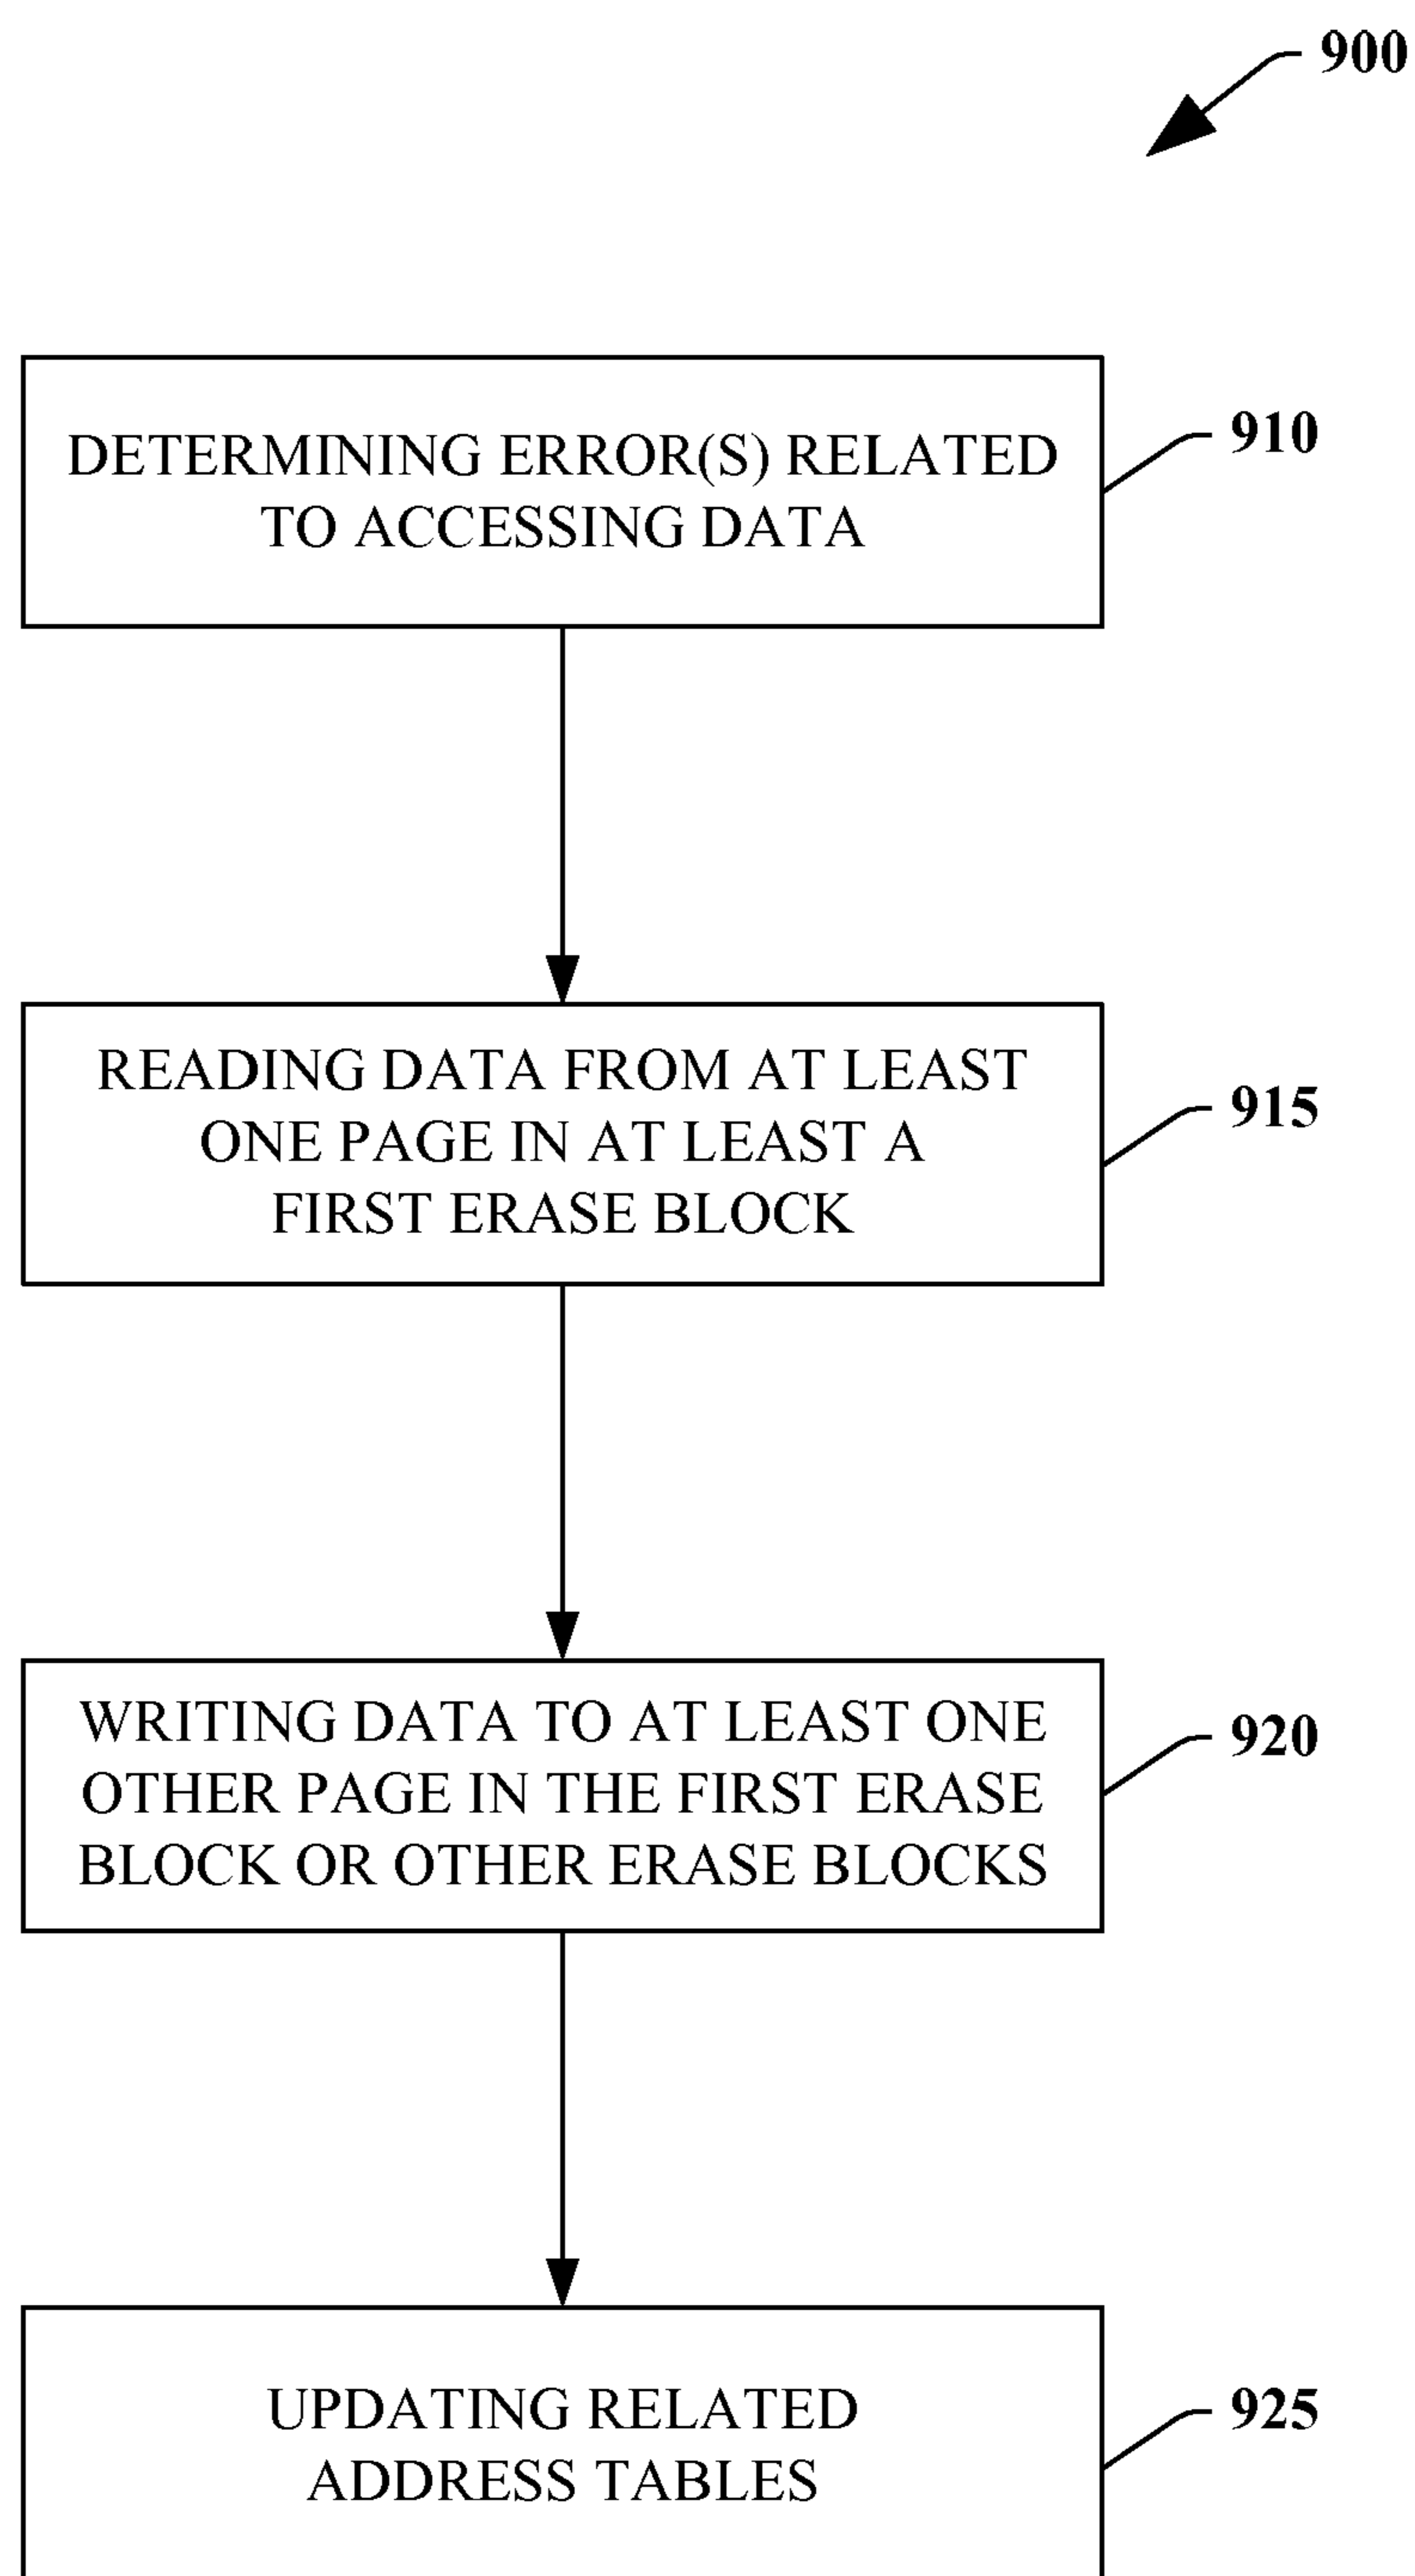 900
DETERMINING ERROR(S) RELATED
TO ACCESSING DATA
910
READING DATA FROM AT LEAST
ONE PAGE IN AT LEAST A
FIRST ERASE BLOCK
915
WRITING DATA TO AT LEAST ONE
OTHER PAGE IN THE FIRST ERASE
BLOCK OR OTHER ERASE BLOCKS
920
UPDATING RELATED
ADDRESS TABLES
925